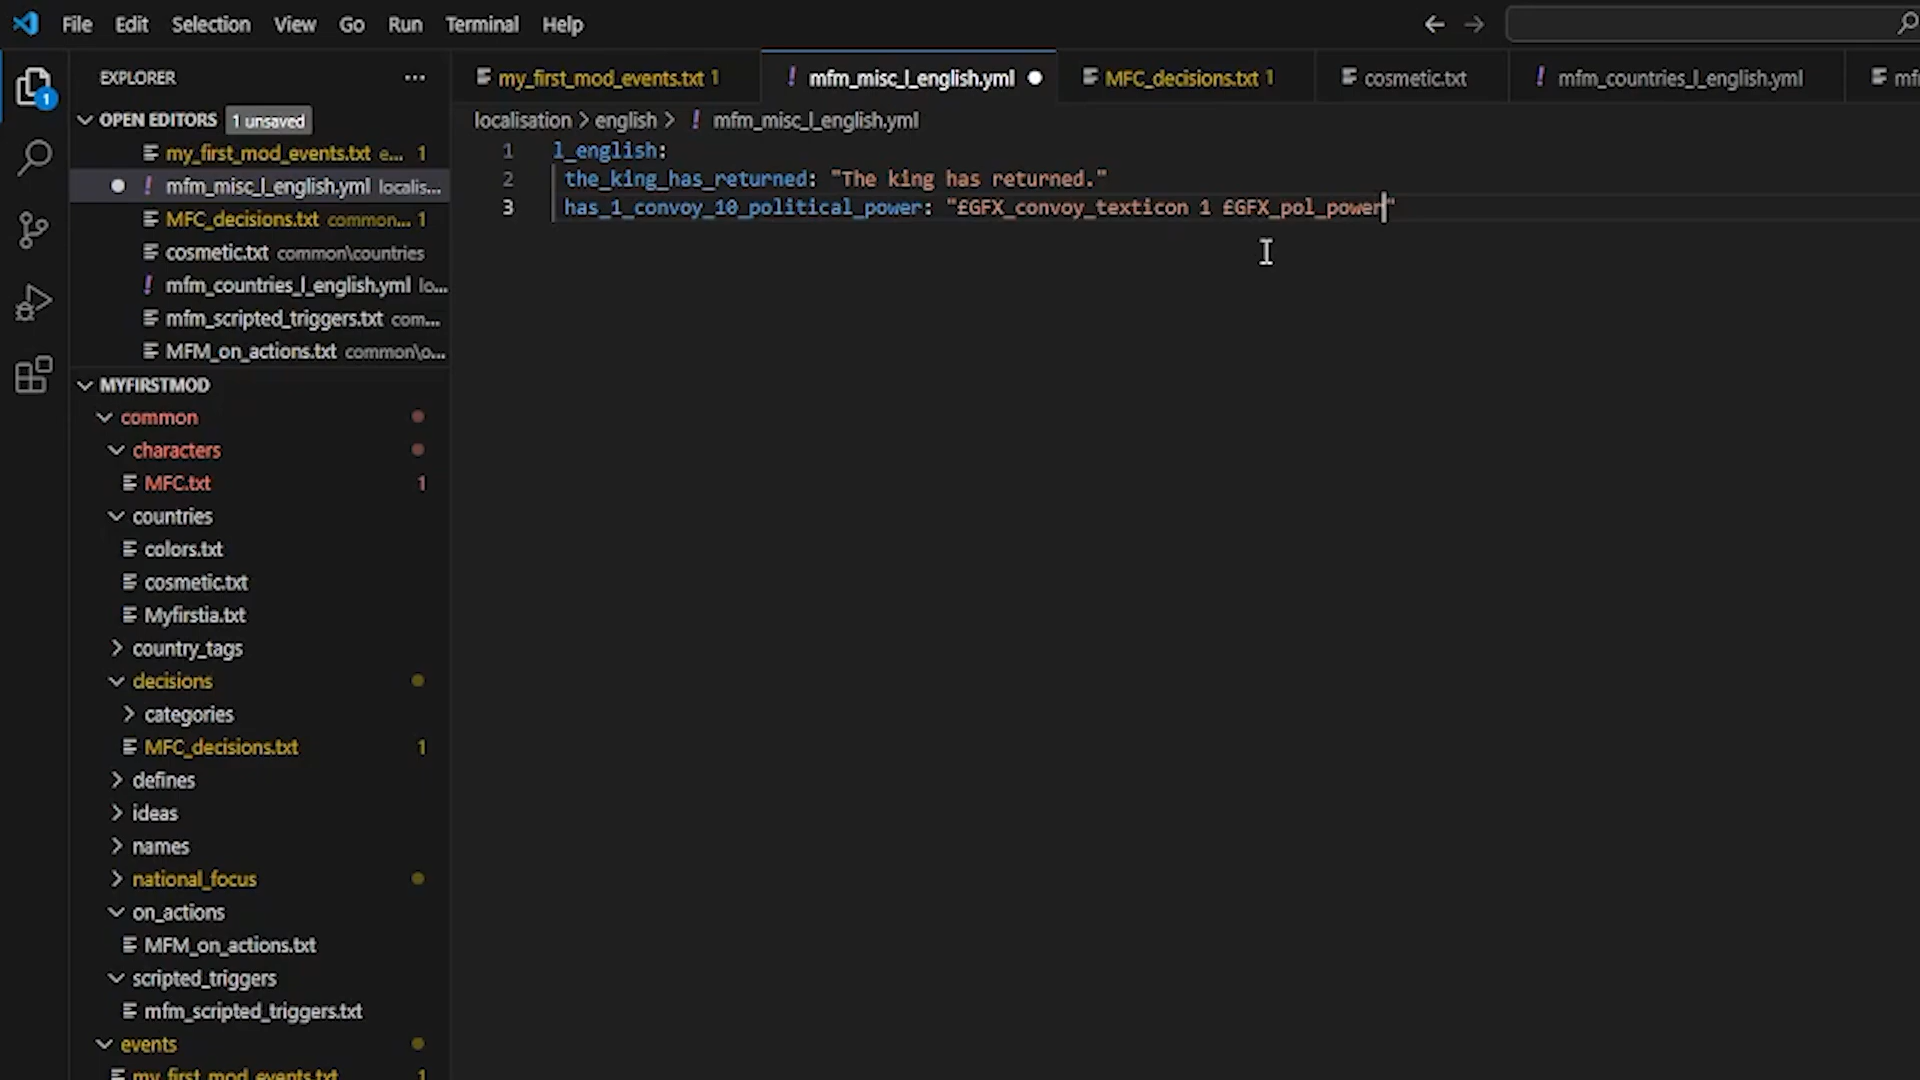 File Edit Selection View Go Run Terminal Help
EXPLORER ...
OPEN EDITORS 1 unsaved
my_first_mod_events.txt e... 1
! mfm_misc_l_english.yml localis...
MFC_decisions.txt common... 1
cosmetic.txt common\countries
! mfm_countries_l_english.yml lo...
mfm_scripted_triggers.txt com...
MFM_on_actions.txt common\o...
MYFIRSTMOD
common
characters
MFC.txt 1
countries
colors.txt
cosmetic.txt
Myfirstia.txt
country_tags
decisions
categories
MFC_decisions.txt 1
defines
ideas
names
national_focus
on_actions
MFM_on_actions.txt
scripted_triggers
mfm_scripted_triggers.txt
events
my_first_mod_events.txt 1
1
my_first_mod_events.txt 1 ! mfm_misc_l_english.yml MFC_decisions.txt 1 cosmetic.txt ! mfm_countries_l_english.yml
localisation > english > ! mfm_misc_l_english.yml
1 l_english:
2 the_king_has_returned: "The king has returned."
3 has_1_convoy_10_political_power: "£GFX_convoy_texticon 1 £GFX_pol_power"